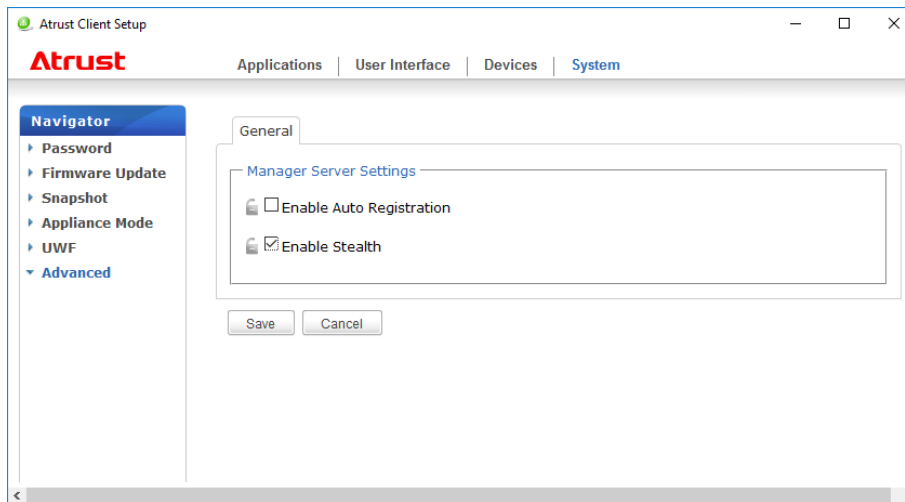 Atrust Client Setup
Atrust
Applications | User Interface | Devices | System
Navigator
Password
Firmware Update
Snapshot
Appliance Mode
UWF
Advanced
General
Manager Server Settings
Enable Auto Registration
Enable Stealth
Save Cancel